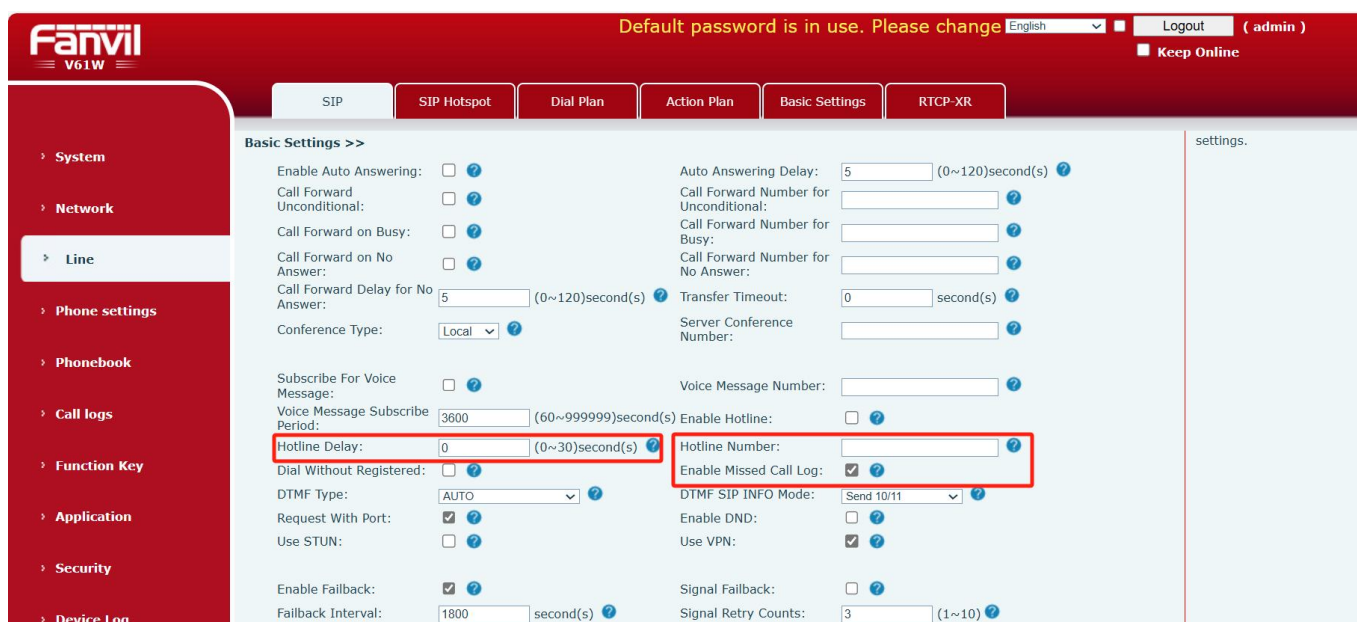 Default password is in use. Please change English Logout ( admin )
Fanvil
V61W
Keep Online
SIP SIP Hotspot Dial Plan Action Plan Basic Settings RTCP-XR
System
Network
Line
Phone settings
Phonebook
Call logs
Function Key
Application
Security
Device Log
Basic Settings >>
Enable Auto Answering: Auto Answering Delay: 5 (0~120)second(s)
Call Forward Unconditional: Call Forward Number for Unconditional:
Call Forward on Busy: Call Forward Number for Busy:
Call Forward on No Answer: Call Forward Number for No Answer:
Call Forward Delay for No Answer: 5 (0~120)second(s) Transfer Timeout: 0 second(s)
Conference Type: Local Server Conference Number:
Subscribe For Voice Message: Voice Message Number:
Voice Message Subscribe Period: 3600 (60~999999)second(s) Enable Hotline:
Hotline Delay: 0 (0~30)second(s) Hotline Number:
Dial Without Registered: Enable Missed Call Log:
DTMF Type: AUTO DTMF SIP INFO Mode: Send 10/11
Request With Port: Enable DND:
Use STUN: Use VPN:
Enable Failback: Signal Failback:
Failback Interval: 1800 second(s) Signal Retry Counts: 3 (1~10)
settings.